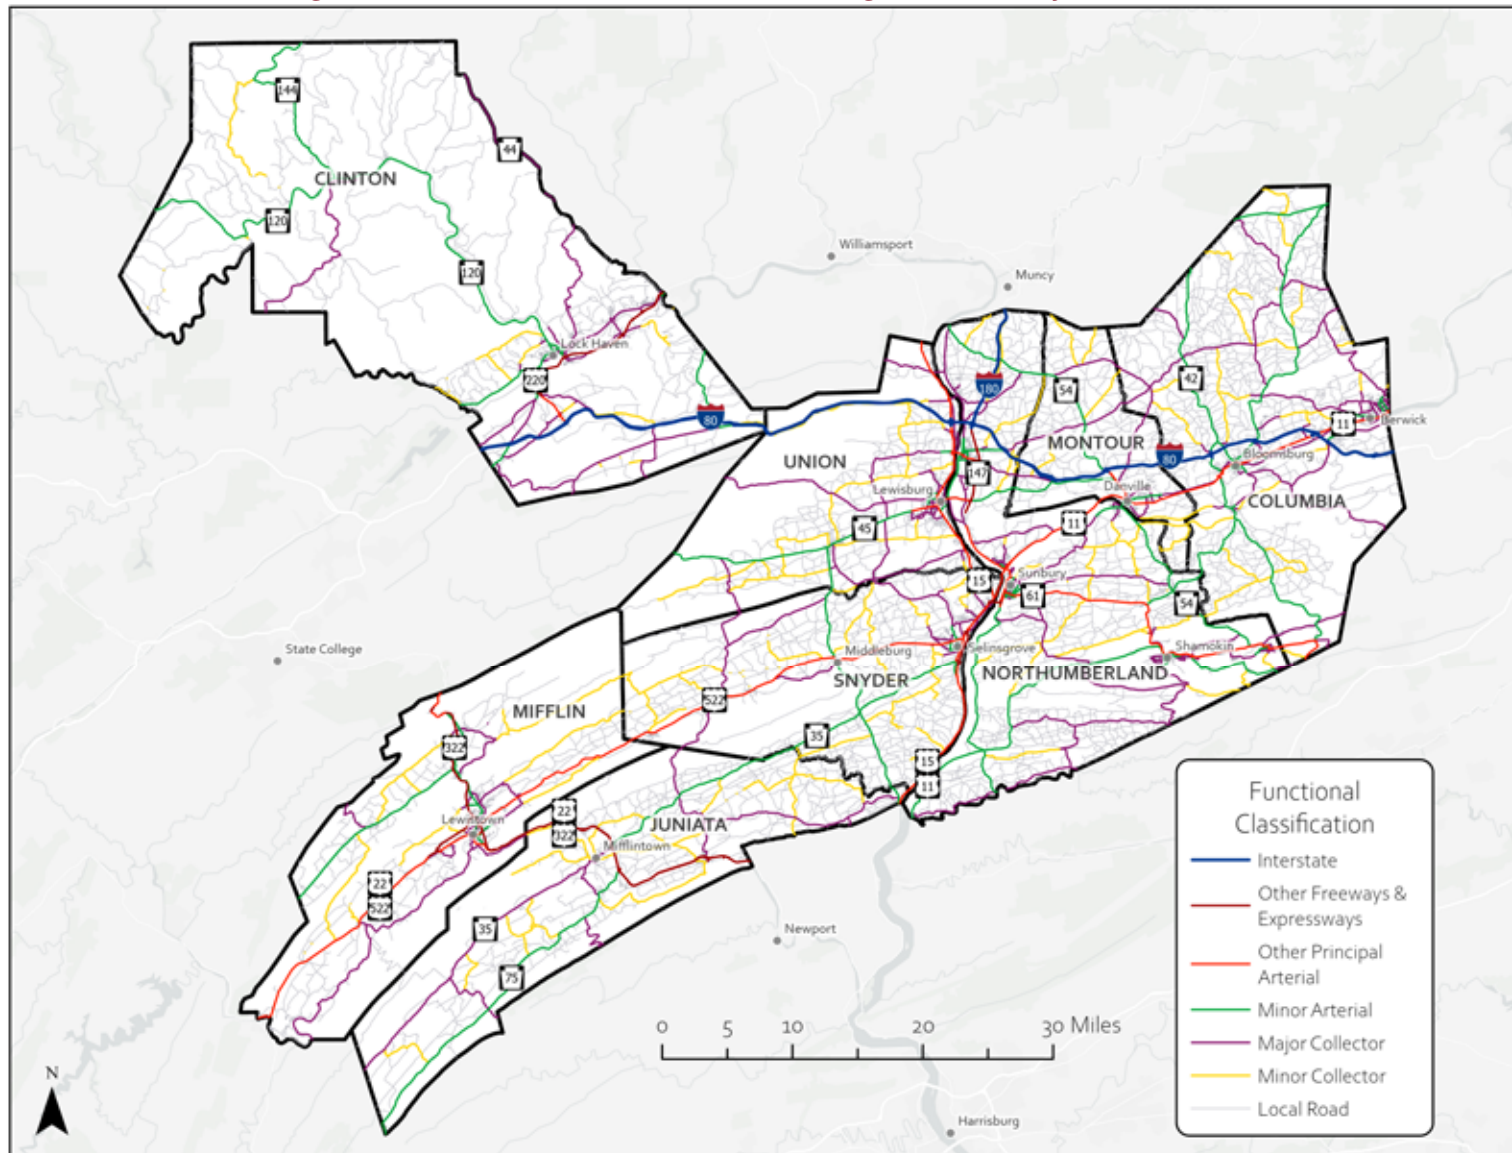 144
44
CLINTON
120
Williamsport
120
Muncy
Lock Haven
220
180
54
42
80
11
Berwick
MONTOUR
UNION
80
Bloomsburg
147
Lewisburg
Danville
COLUMBIA
45
11
15
Sunbury
61
54
State College
Middleburg
Selinsgrove
Shamokin
SNYDER
NORTHUMBERLAND
522
MIFFLIN
322
35
15
11
22
322
Lewistown
JUNIATA
Mifflintown
22
522
35
Newport
75
0 5 10 20 30 Miles
N
Harrisburg
Functional
Classification
Interstate
Other Freeways &
Expressways
Other Principal
Arterial
Minor Arterial
Major Collector
Minor Collector
Local Road